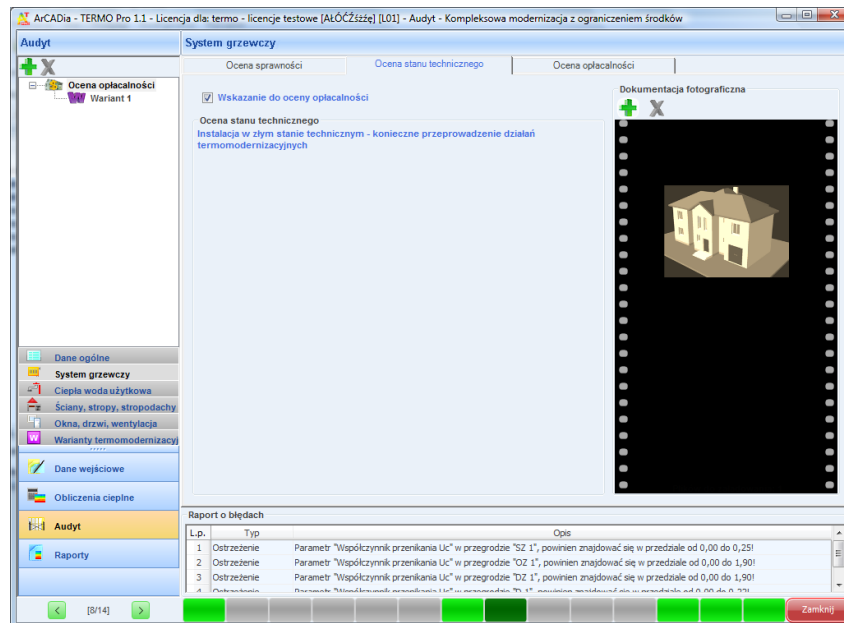 ArCADia - TERMO Pro 1.1 - Licencja dla: termo - licencje testowe [AŁÓĆŹśżźę] [L01] - Audyt - Kompleksowa modernizacja z ograniczeniem środków
Audyt
System grzewczy
Ocena sprawności
Ocena stanu technicznego
Ocena opłacalności
Ocena opłacalności
Wariant 1
Wskazanie do oceny opłacalności
Dokumentacja fotograficzna
Ocena stanu technicznego
Instalacja w złym stanie technicznym - konieczne przeprowadzenie działań
termomodernizacyjnych
Dane ogólne
System grzewczy
Ciepła woda użytkowa
Ściany, stropy, stropodachy
Okna, drzwi, wentylacja
W Warianty termomodernizacyj
Dane wejściowe
Obliczenia cieplne
Audyt
Raporty
Raport o błędach
L.p. Typ Opis
1 Ostrzeżenie Parametr "Współczynnik przenikania Uc" w przegrodzie "SZ 1", powinien znajdować się w przedziale od 0,00 do 0,25!
2 Ostrzeżenie Parametr "Współczynnik przenikania Uc" w przegrodzie "OZ 1", powinien znajdować się w przedziale od 0,00 do 1,90!
3 Ostrzeżenie Parametr "Współczynnik przenikania Uc" w przegrodzie "DZ 1", powinien znajdować się w przedziale od 0,00 do 1,90!
[8/14]
Zamknij